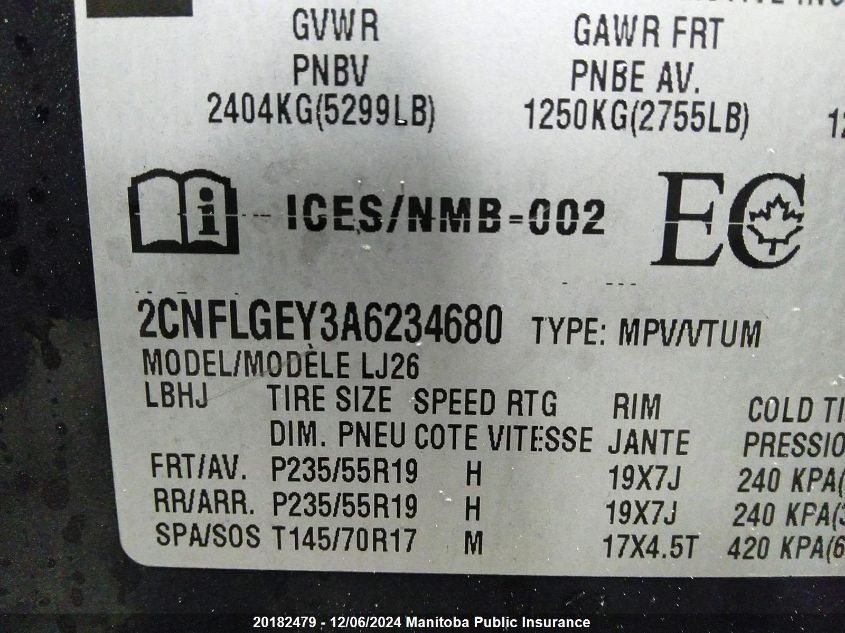 GVWR GAWR FRT
PNBV PNBE AV.
2404KG(5299LB) 1250KG(2755LB)
ICES/NMB-002 EC
2CNFLGEY3A6234680 TYPE: MPV/VTUM
MODEL/MODÈLE LJ26
LBHJ TIRE SIZE SPEED RTG RIM COLD TI
DIM. PNEU COTE VITESSE JANTE PRESSIO
FRT/AV. P235/55R19 H 19X7J 240 KPA(
RR/ARR. P235/55R19 H 19X7J 240 KPA(3
SPA/SOS T145/70R17 M 17X4.5T 420 KPA(6
20182479 - 12/06/2024 Manitoba Public Insurance